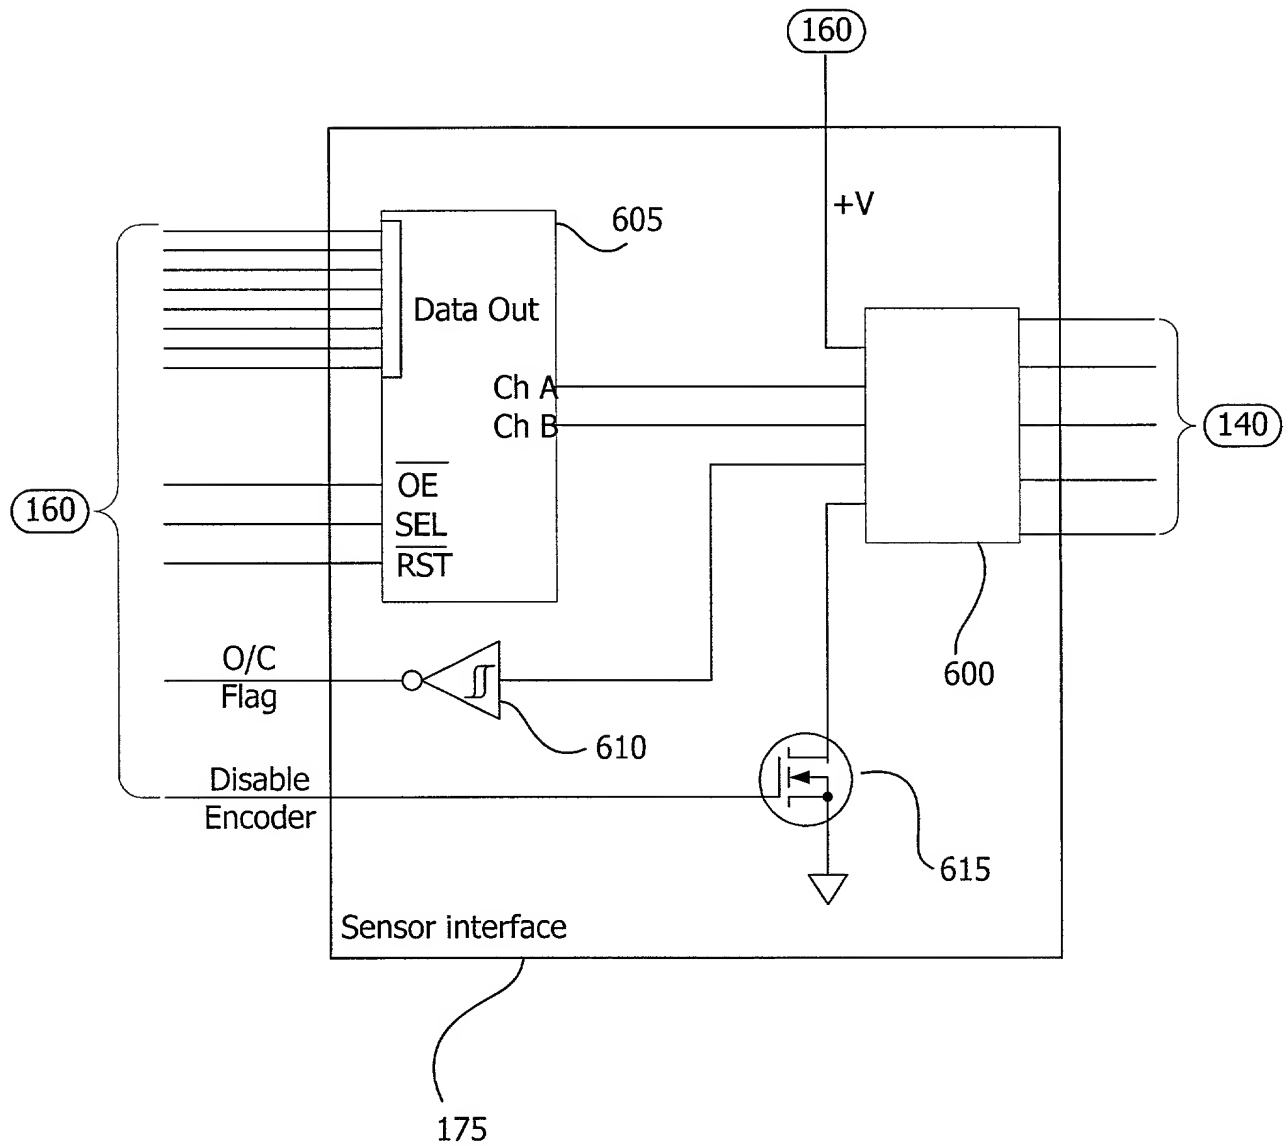 160
+V
605
Data Out
Ch A
Ch B
140
160
OE
SEL
RST
O/C
Flag
600
610
Disable
Encoder
615
Sensor interface
175